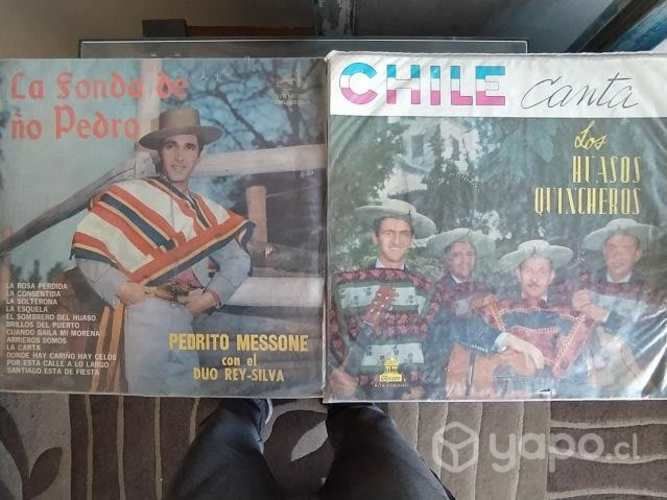 La Fonda de
ño Pedro
LA ROSA PERDIDA
LA CONSENTIDA
LA SOLTERONA
LA ESQUELA
EL SOMBRERO DEL HUASO
BRILLOS DEL PUERTO
CUANDO BAILA MI MORENA
ARRIEROS SOMOS
LA CARTA
DONDE HAY CARIÑO HAY CELOS
POR ESTA CALLE A LO LARGO
SANTIAGO ESTA DE FIESTA
PEDRITO MESSONE
con el
DUO REY-SILVA
CHILE canta
Los
HUASOS
QUINCHEROS
yapo.cl